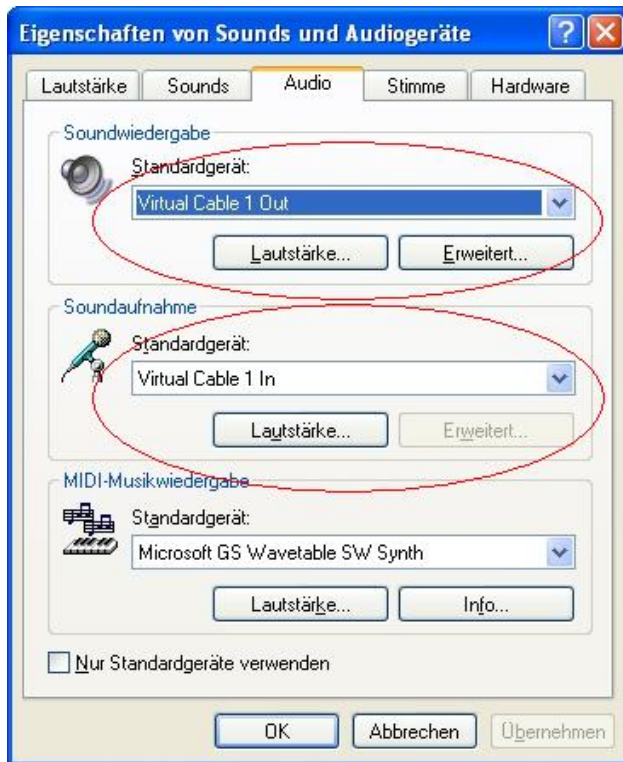 Eigenschaften von Sounds und Audiogeräte
Lautstärke Sounds Audio Stimme Hardware
Soundwiedergabe
Standardgerät:
Virtual Cable 1 Out
Lautstärke... Erweitert...
Soundaufnahme
Standardgerät:
Virtual Cable 1 In
Lautstärke... Erweitert...
MIDI-Musikwiedergabe
Standardgerät:
Microsoft GS Wavetable SW Synth
Lautstärke... Info...
Nur Standardgeräte verwenden
OK Abbrechen Übernehmen